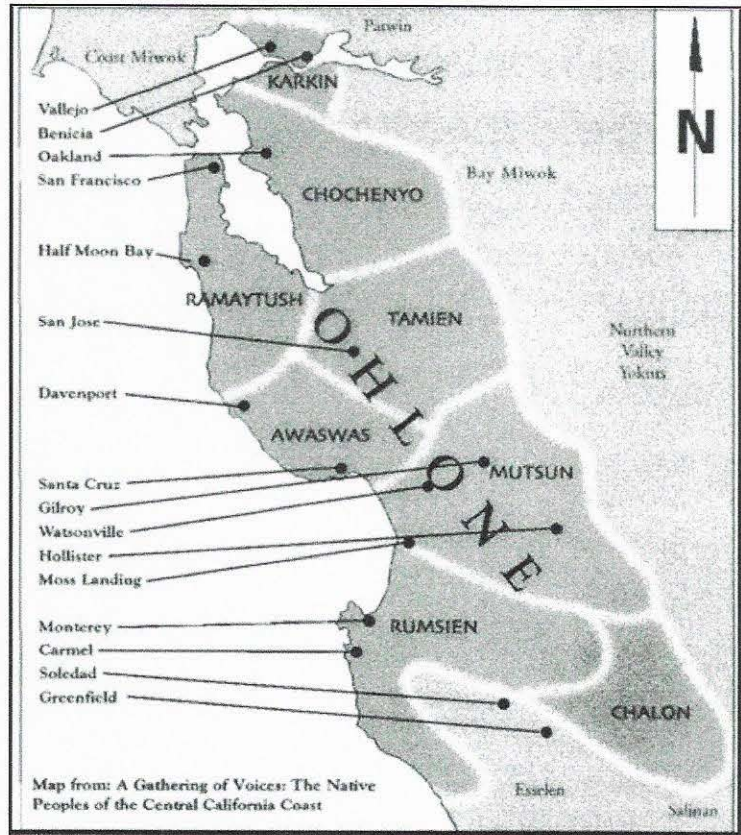 Patwin
Coast Miwok
KARKIN
N
Vallejo
Benicia
Oakland
San Francisco
Bay Miwok
CHOCHENYO
Half Moon Bay
RAMAYTUSH
TAMIEN
San Jose
Northern
Valley
Yokuts
OHLONE
Davenport
AWASWAS
MUTSUN
Santa Cruz
Gilroy
Watsonville
Hollister
Moss Landing
Monterey
RUMSIEN
Carmel
Soledad
Greenfield
CHALON
Map from: A Gathering of Voices: The Native
Peoples of the Central California Coast
Esselen
Salinan